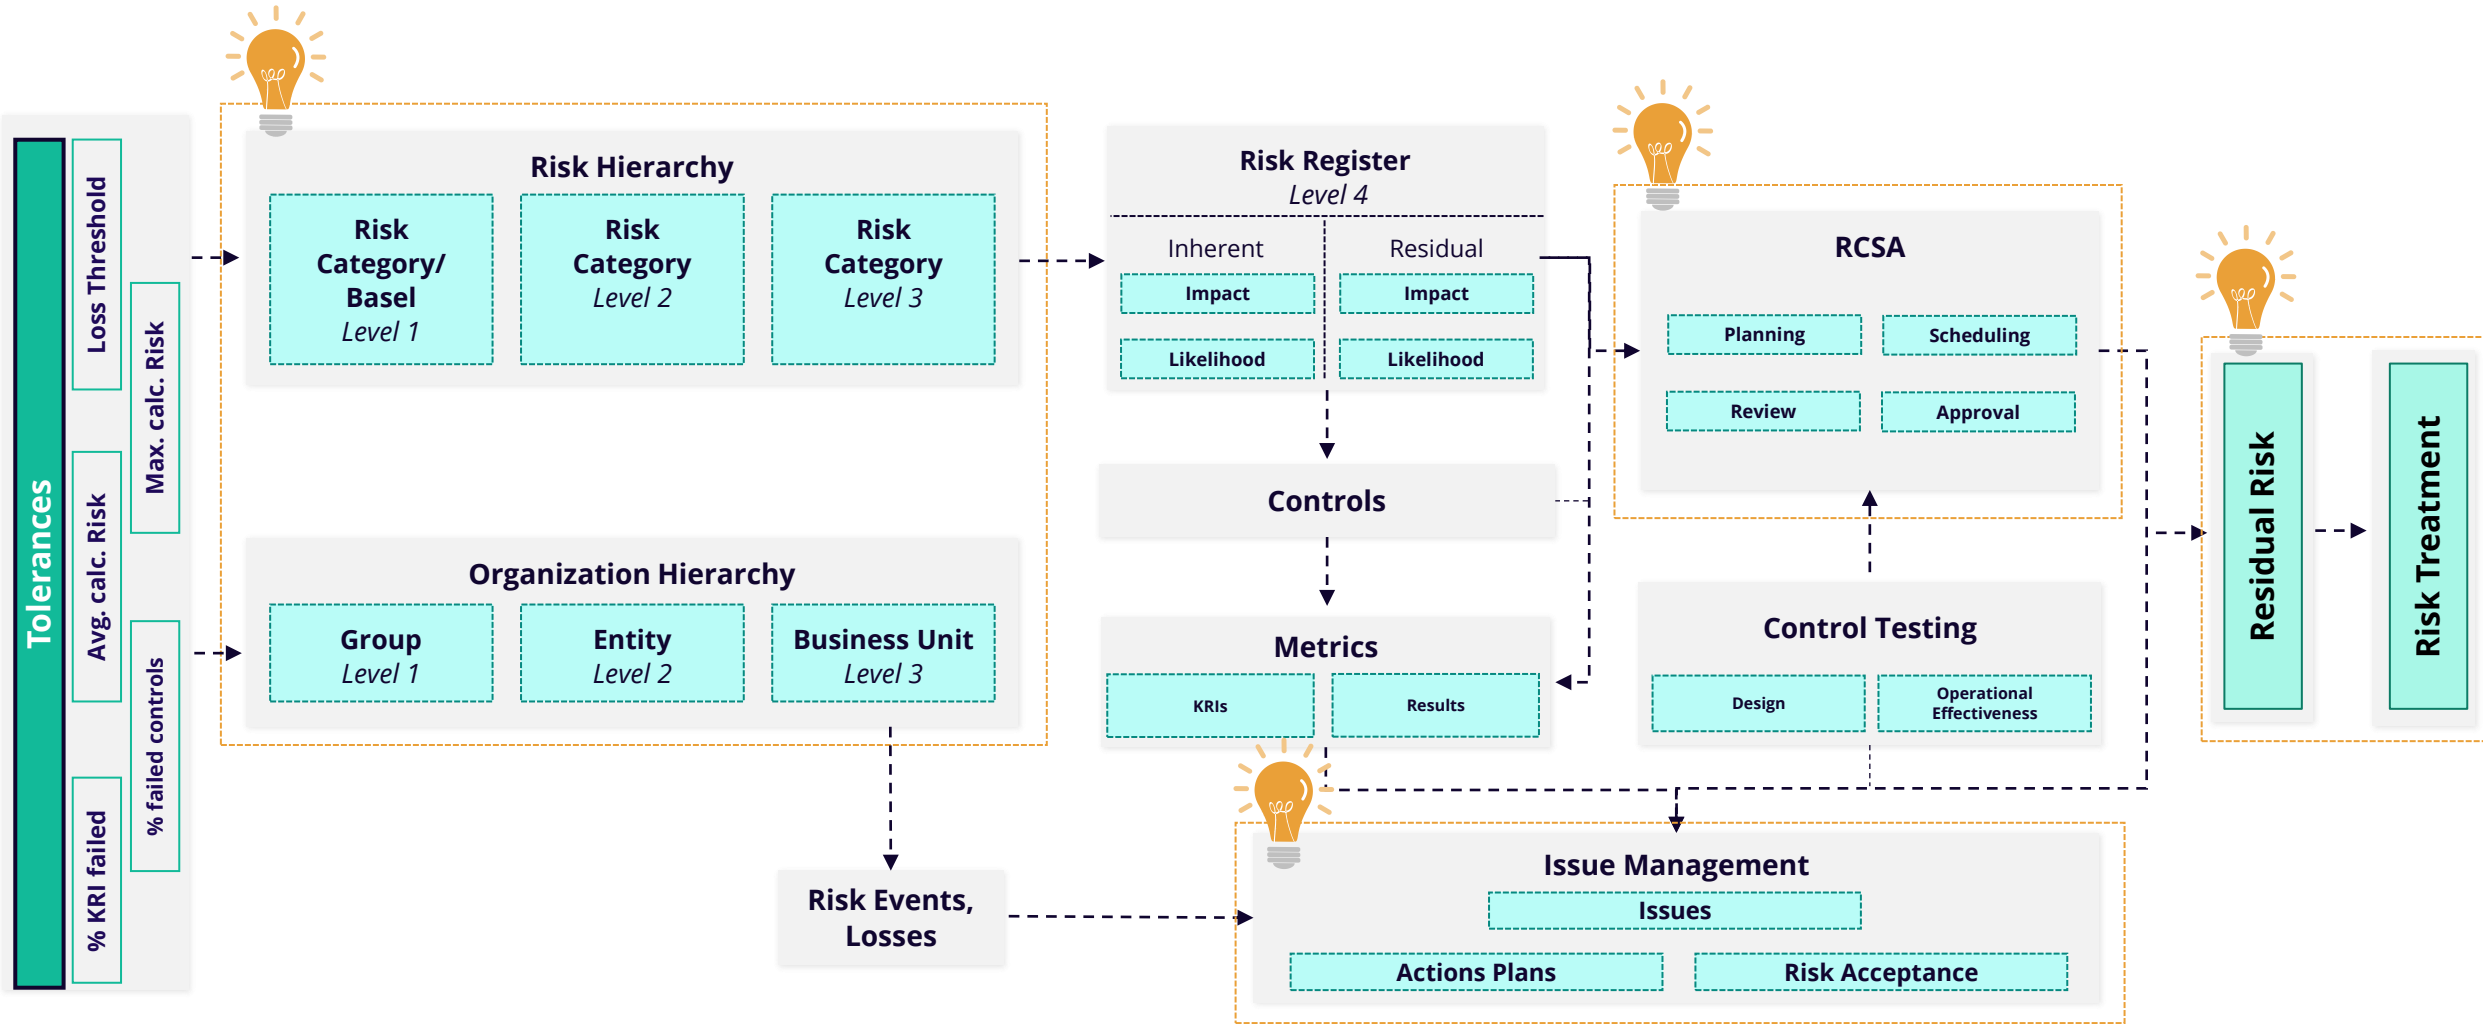 Tolerances
Loss Threshold
Max. calc. Risk
Avg. calc. Risk
% failed controls
% KRI failed
Risk Hierarchy
Risk
Category/
Basel
Level 1
Risk
Category
Level 2
Risk
Category
Level 3
Organization Hierarchy
Group
Level 1
Entity
Level 2
Business Unit
Level 3
Risk Events,
Losses
Risk Register
Level 4
Inherent
Residual
Impact
Impact
Likelihood
Likelihood
Controls
Metrics
KRIs
Results
RCSA
Planning
Scheduling
Review
Approval
Control Testing
Design
Operational
Effectiveness
Issue Management
Issues
Actions Plans
Risk Acceptance
Residual Risk
Risk Treatment